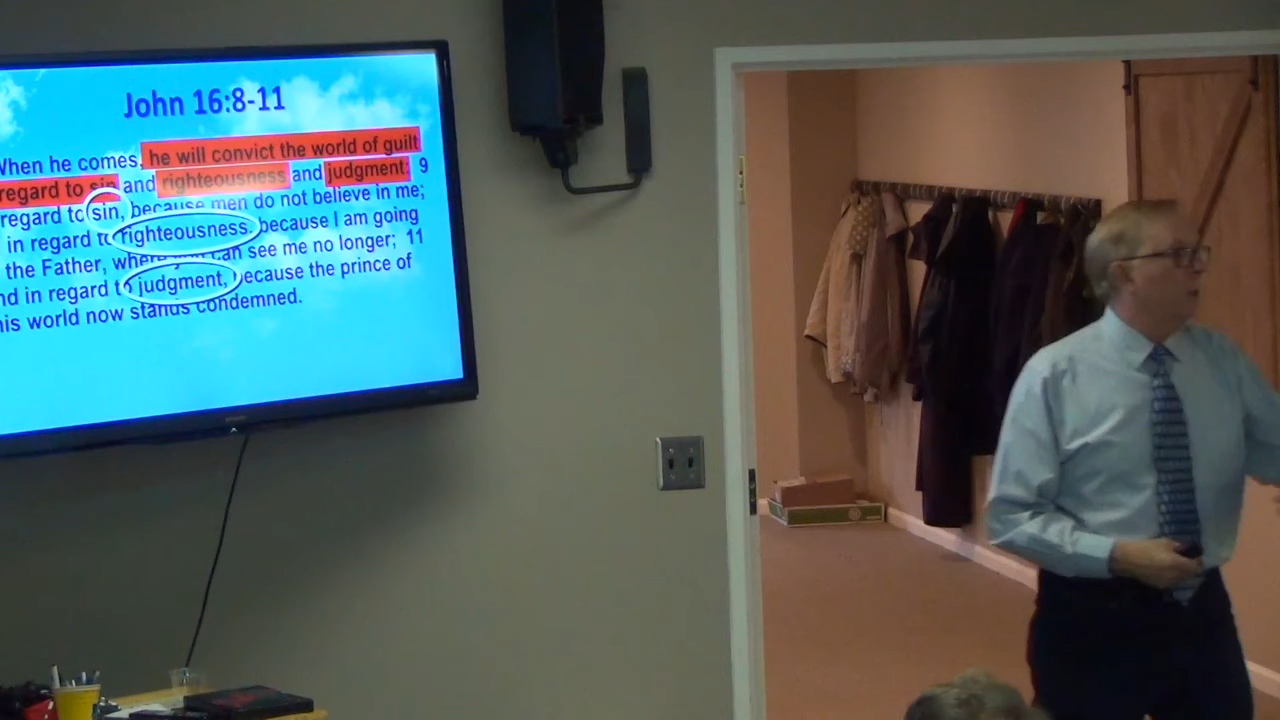 John 16:8-11
When he comes, he will convict the world of guilt
regard to sin and righteousness and judgment: 9
regard to sin, because men do not believe in me;
in regard to righteousness, because I am going
the Father, where you can see me no longer; 11
nd in regard to judgment, because the prince of
his world now stands condemned.